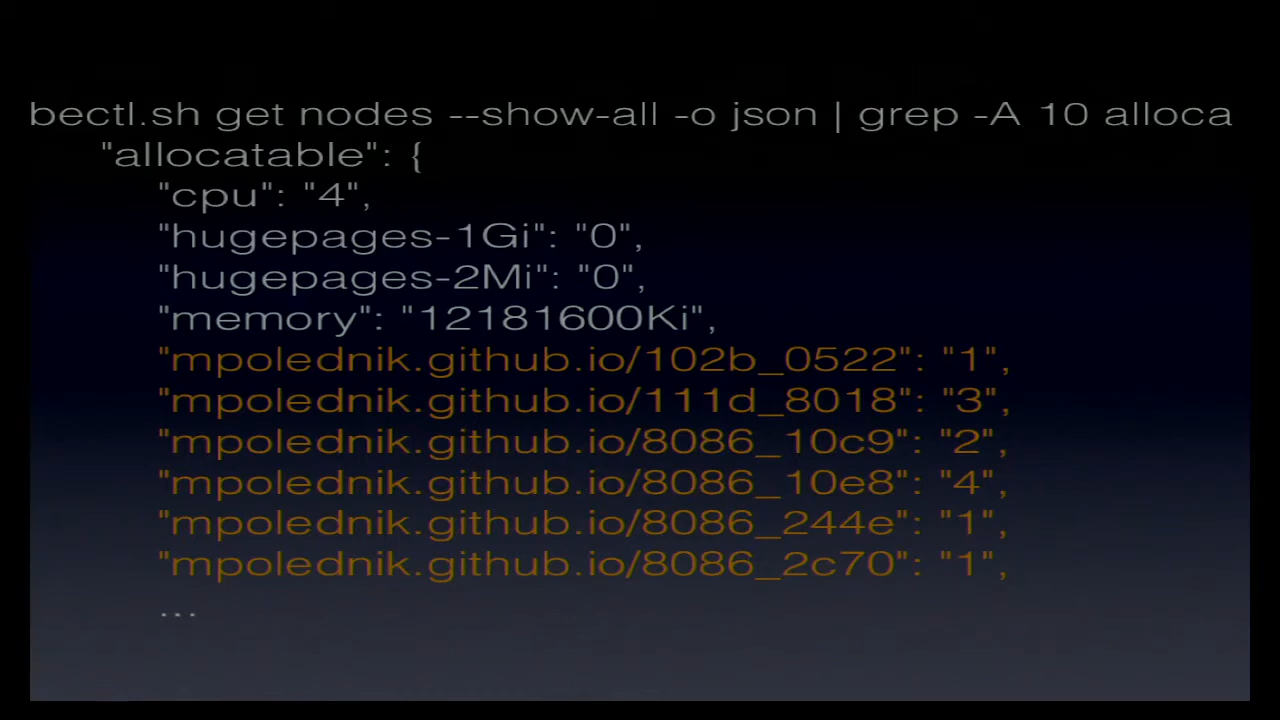 bectl.sh get nodes --show-all -o json | grep -A 10 alloca
"allocatable": {
"cpu": "4",
"hugepages-1Gi": "0",
"hugepages-2Mi": "0",
"memory": "12181600Ki",
"mpolednik.github.io/102b_0522": "1",
"mpolednik.github.io/111d_8018": "3",
"mpolednik.github.io/8086_10c9": "2",
"mpolednik.github.io/8086_10e8": "4",
"mpolednik.github.io/8086_244e": "1",
"mpolednik.github.io/8086_2c70": "1",
...